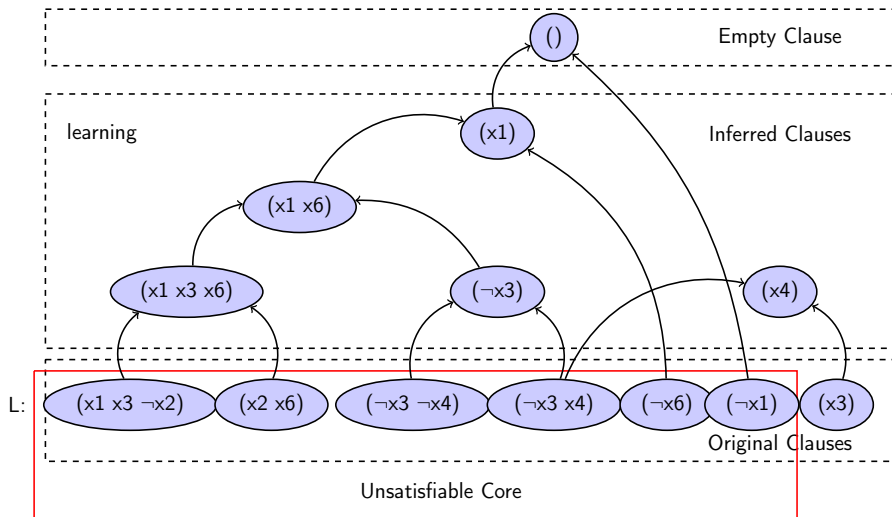 ()
Empty Clause
learning
(x1)
Inferred Clauses
(x1 x6)
(x1 x3 x6)
(¬x3)
(x4)
L:
(x1 x3 ¬x2)
(x2 x6)
(¬x3 ¬x4)
(¬x3 x4)
(¬x6)
(¬x1)
(x3)
Original Clauses
Unsatisfiable Core